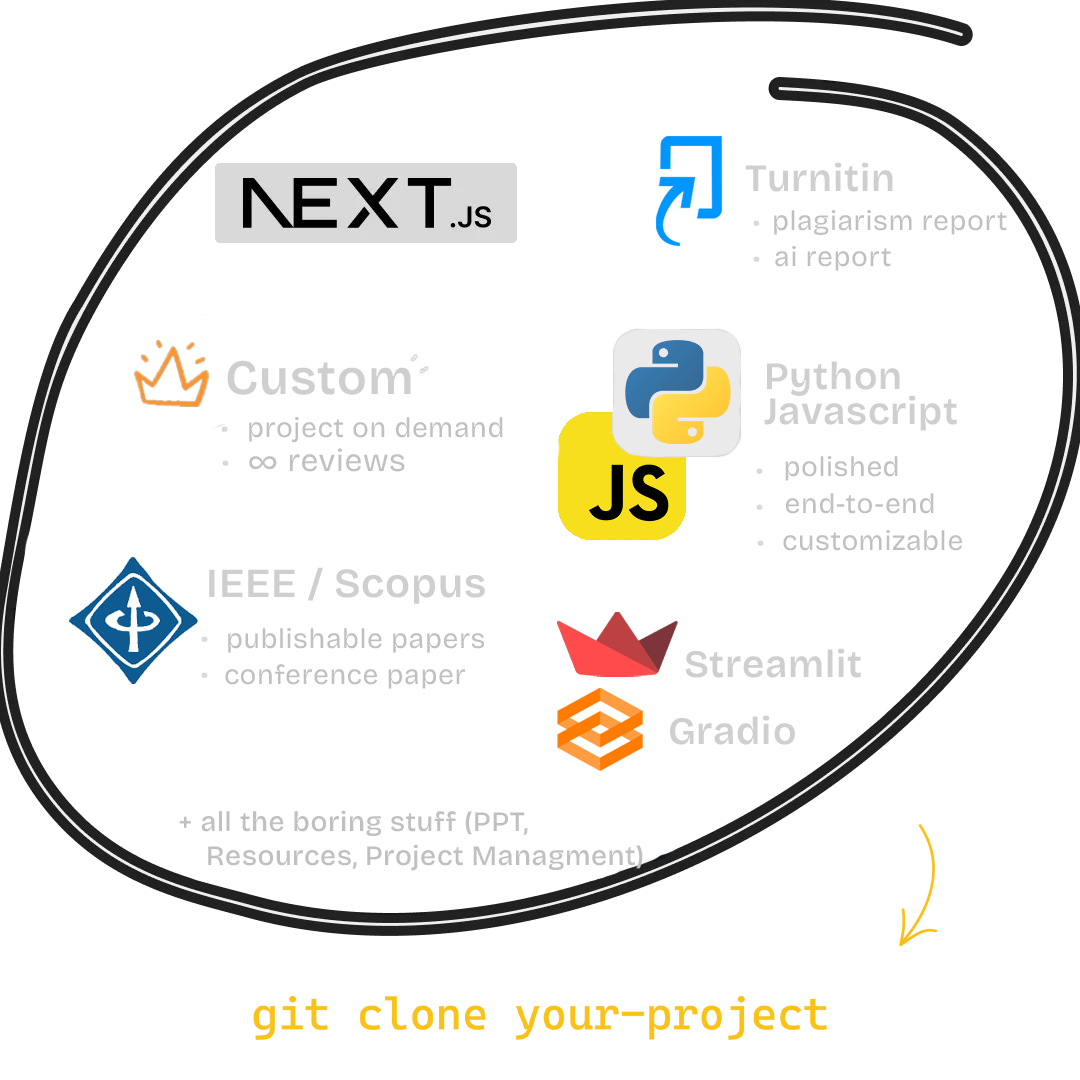 NEXT.JS
Turnitin
• plagiarism report
• ai report
Custom
• project on demand
• ∞ reviews
Python
Javascript
JS
• polished
• end-to-end
• customizable
IEEE / Scopus
• publishable papers
• conference paper
Streamlit
Gradio
+ all the boring stuff (PPT,
Resources, Project Managment)
git clone your-project